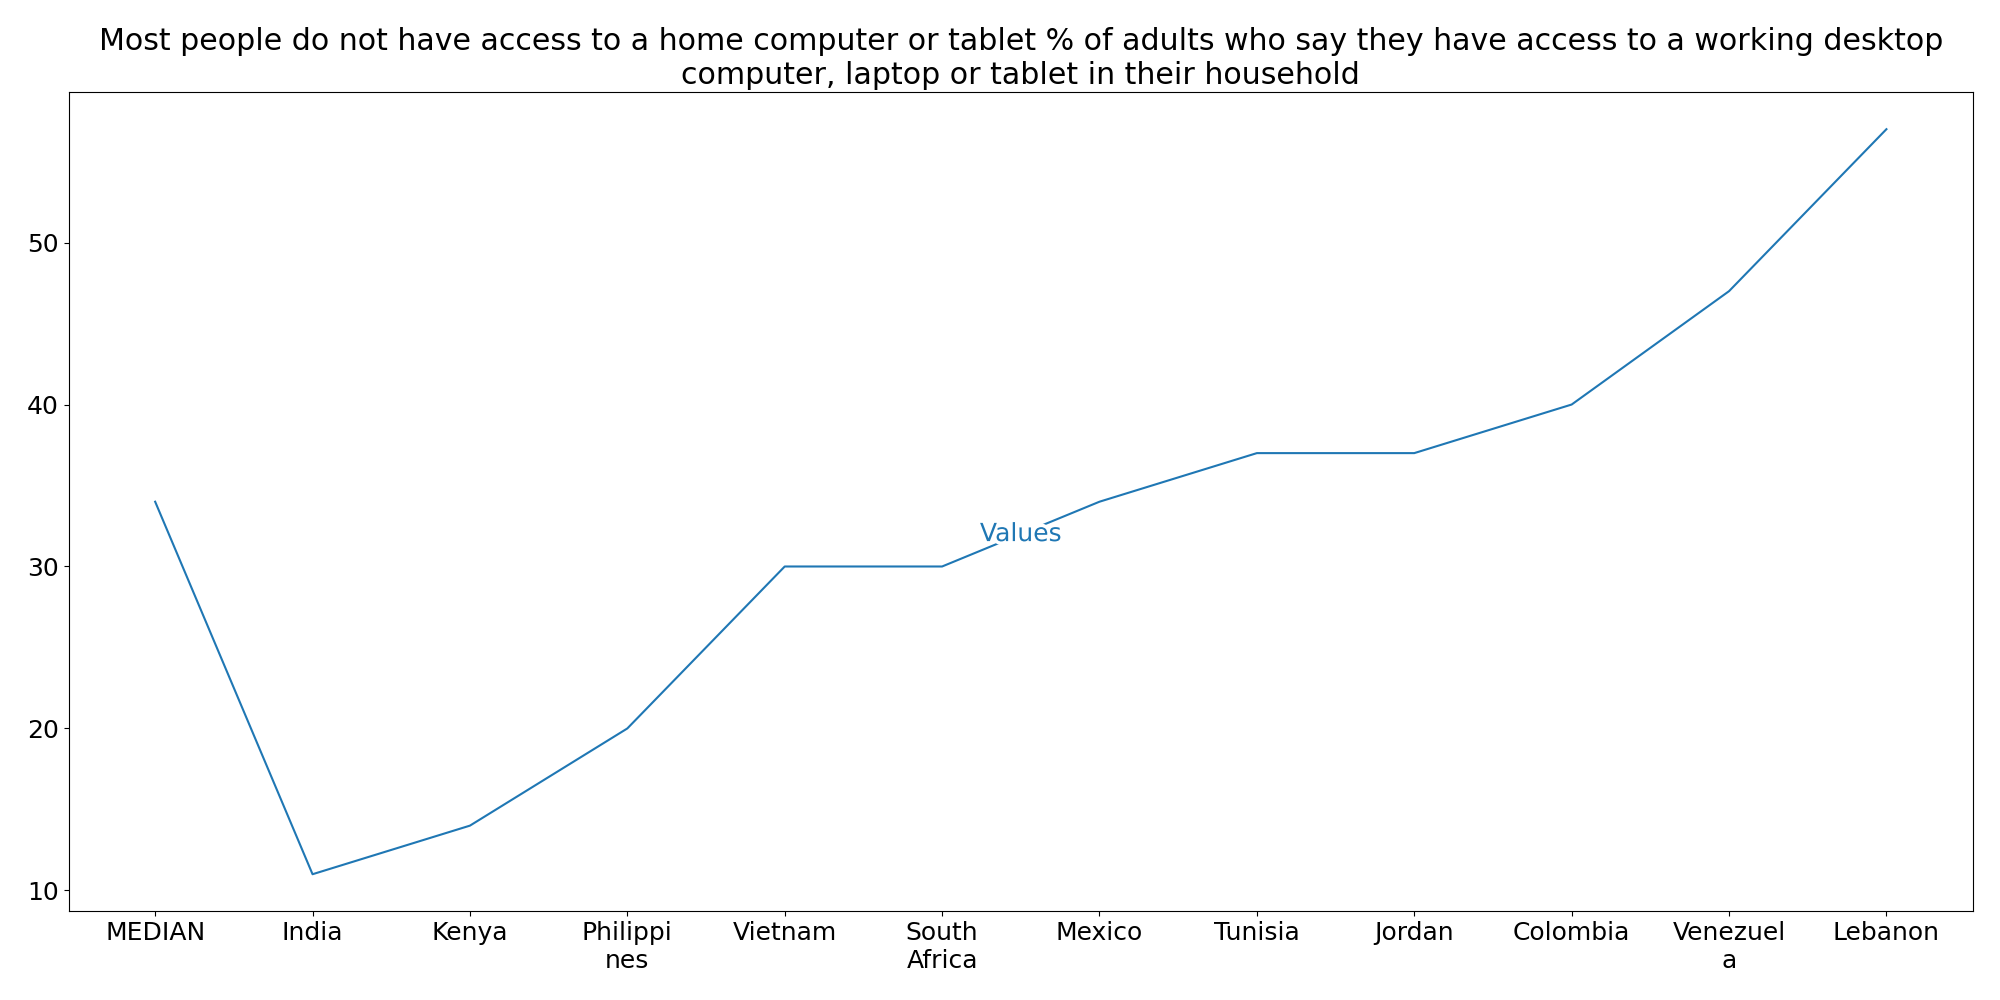 Most people do not have access to a home computer or tablet % of adults who say they have access to a working desktop
computer, laptop or tablet in their household
50
40
30
20
10
Values
MEDIAN
India
Kenya
Philippi
nes
Vietnam
South
Africa
Mexico
Tunisia
Jordan
Colombia
Venezuel
a
Lebanon